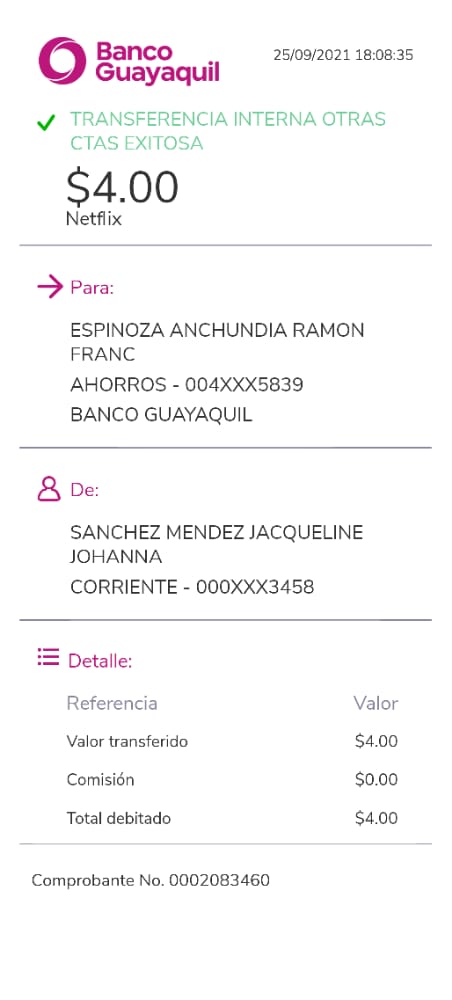 Banco
Guayaquil
25/09/2021 18:08:35
TRANSFERENCIA INTERNA OTRAS
CTAS EXITOSA
$4.00
Netflix
Para:
ESPINOZA ANCHUNDIA RAMON
FRANC
AHORROS - 004XXX5839
BANCO GUAYAQUIL
De:
SANCHEZ MENDEZ JACQUELINE
JOHANNA
CORRIENTE - 000XXX3458
Detalle:
Referencia Valor
Valor transferido $4.00
Comisión $0.00
Total debitado $4.00
Comprobante No. 0002083460